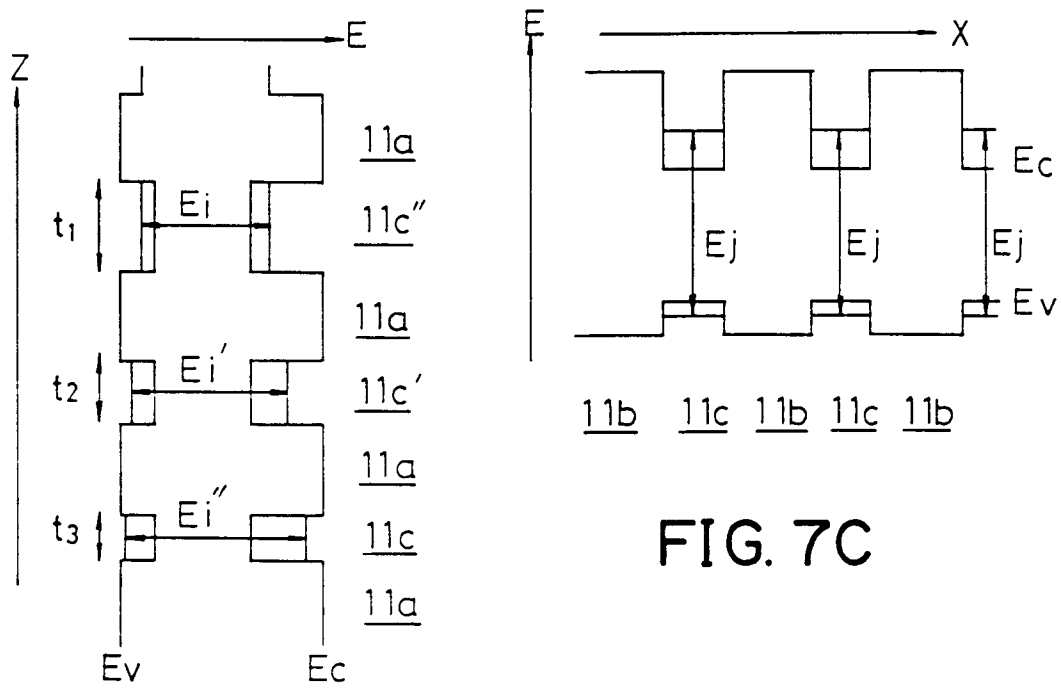 E
Z
11a
t1
Ei
11c"
11a
t2
Ei'
11c'
11a
t3
Ei"
11c
11a
Ev
Ec
E
X
Ec
Ej
Ej
Ej
Ev
11b
11c
11b
11c
11b
FIG. 7C